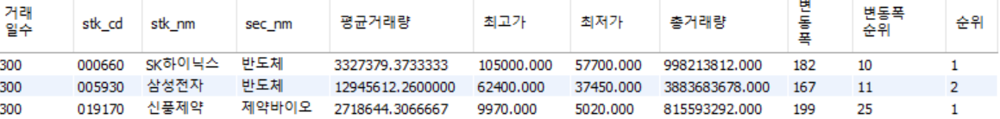 거래일수 stk_cd stk_nm sec_nm 평균거래량 최고가 최저가 총거래량 변동폭 변동폭순위 순위
300 000660 SK하이닉스 반도체 3327379.3733333 105000.000 57700.000 998213812.000 182 10 1
300 005930 삼성전자 반도체 12945612.2600000 62400.000 37450.000 3883683678.000 167 11 2
300 019170 신풍제약 제약바이오 2718644.3066667 9970.000 5020.000 815593292.000 199 25 1